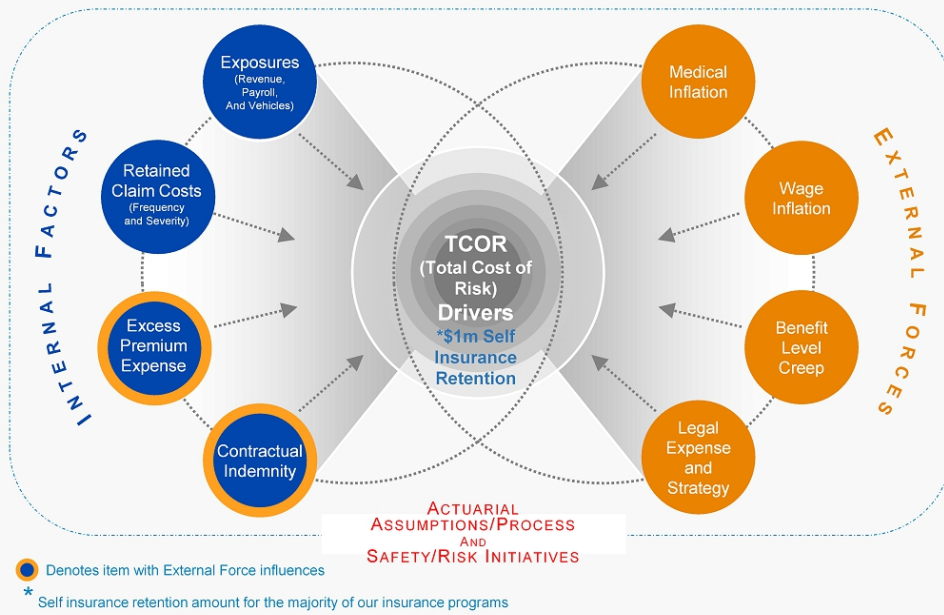 INTERNAL FACTORS
Exposures
(Revenue,
Payroll,
And Vehicles)
Retained
Claim Costs
(Frequency
and Severity)
Excess
Premium
Expense
Contractual
Indemnity
TCOR
(Total Cost of
Risk)
Drivers
*$1m Self
Insurance
Retention
Medical
Inflation
Wage
Inflation
Benefit
Level
Creep
Legal
Expense
and
Strategy
EXTERNAL FORCES
ACTUARIAL
ASSUMPTIONS/PROCESS
AND
SAFETY/RISK INITIATIVES
Denotes item with External Force influences
* Self insurance retention amount for the majority of our insurance programs